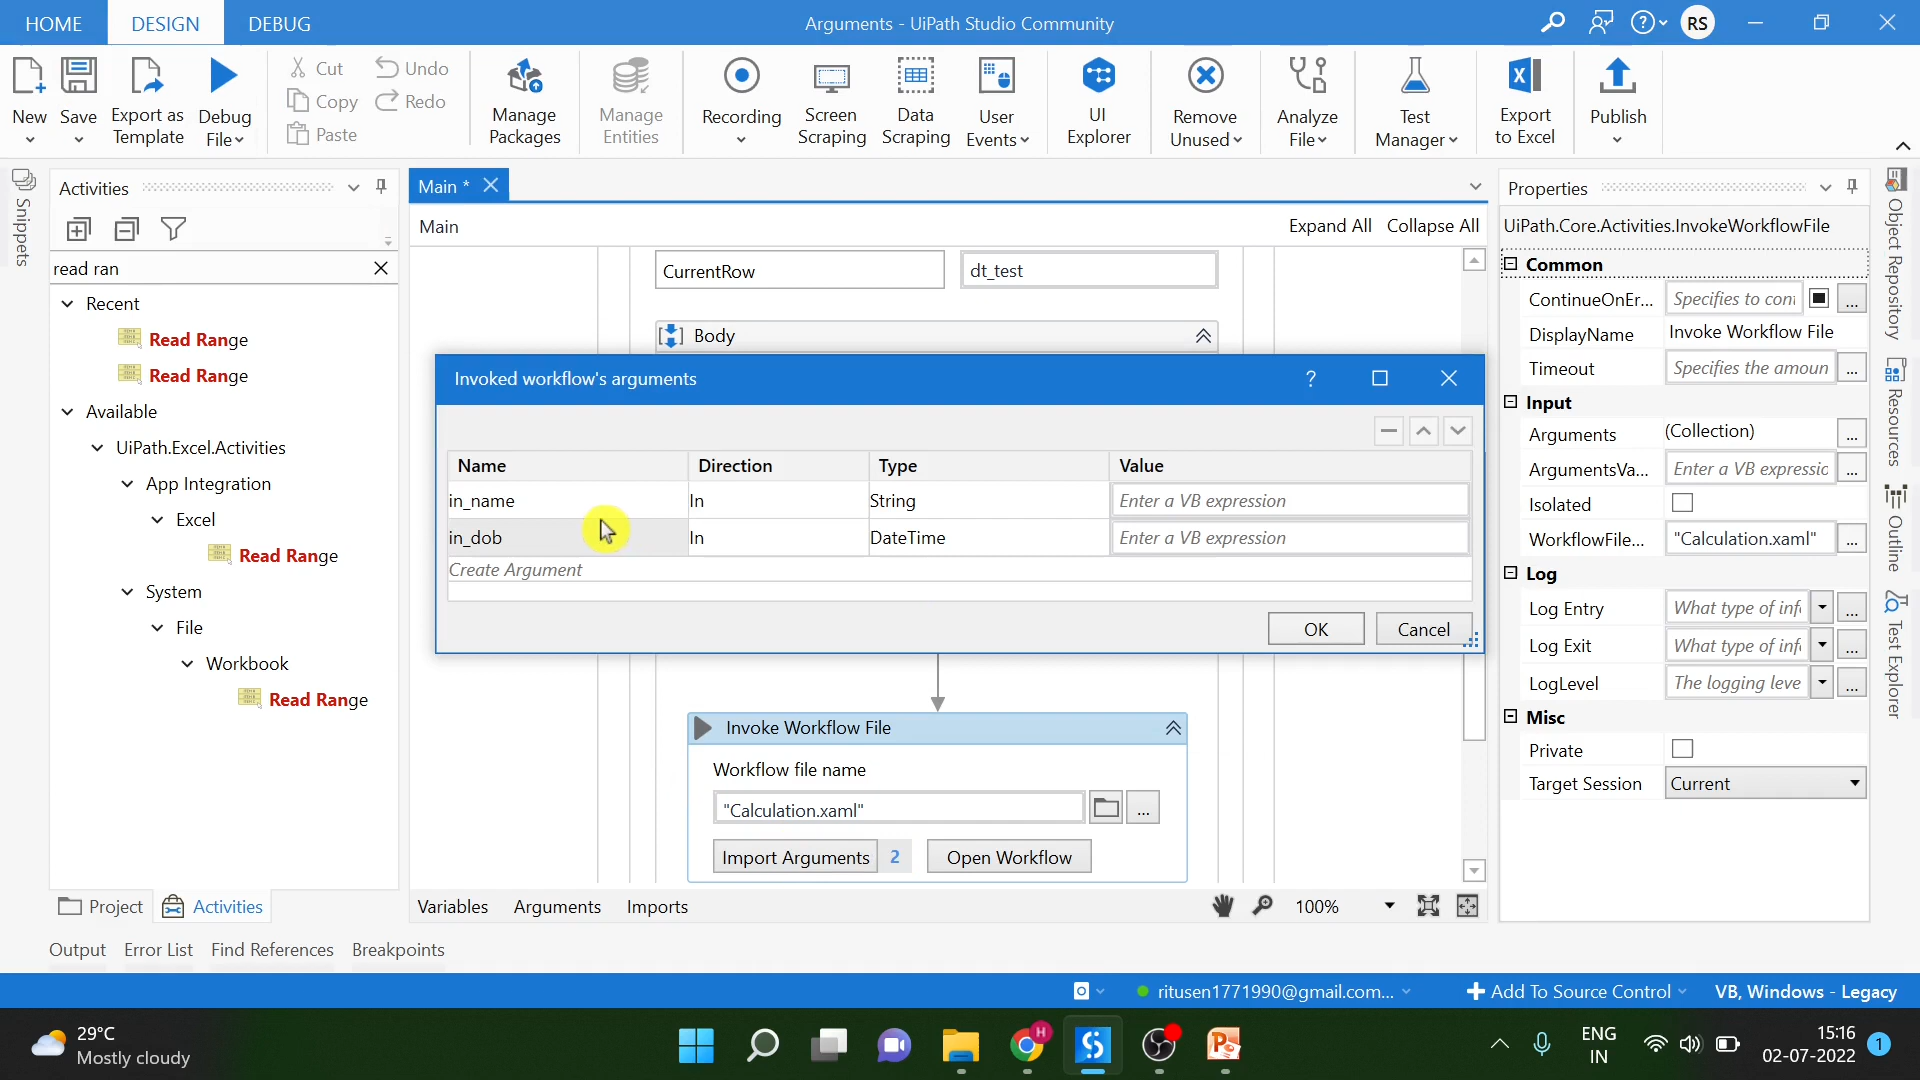 HOME DESIGN DEBUG Arguments - UiPath Studio Community RS
New Save Export as Template Debug File
Cut Copy Paste Undo Redo
Manage Packages Manage Entities Recording Screen Scraping Data Scraping User Events UI Explorer Remove Unused Analyze File Test Manager Export to Excel Publish
Snippets
Activities
read ran
Recent
Read Range
Read Range
Available
UiPath.Excel.Activities
App Integration
Excel
Read Range
System
File
Workbook
Read Range
Project Activities
Main *
Main Expand All Collapse All
CurrentRow dt_test
Body
Invoked workflow's arguments ?
Name Direction Type Value
in_name In String Enter a VB expression
in_dob In DateTime Enter a VB expression
Create Argument
OK Cancel
Invoke Workflow File
Workflow file name
"Calculation.xaml" ...
Import Arguments 2 Open Workflow
Variables Arguments Imports 100%
Properties
UiPath.Core.Activities.InvokeWorkflowFile
Common
ContinueOnEr... Specifies to cont ...
DisplayName Invoke Workflow File
Timeout Specifies the amoun ...
Input
Arguments (Collection) ...
ArgumentsVa... Enter a VB expressic ...
Isolated
WorkflowFile... "Calculation.xaml" ...
Log
Log Entry What type of infc ...
Log Exit What type of infc ...
LogLevel The logging leve ...
Misc
Private
Target Session Current
Object Repository
Resources
Outline
Test Explorer
Output Error List Find References Breakpoints
ritusen1771990@gmail.com... Add To Source Control VB, Windows - Legacy
29°C
Mostly cloudy
H
ENG
IN
15:16
02-07-2022
1